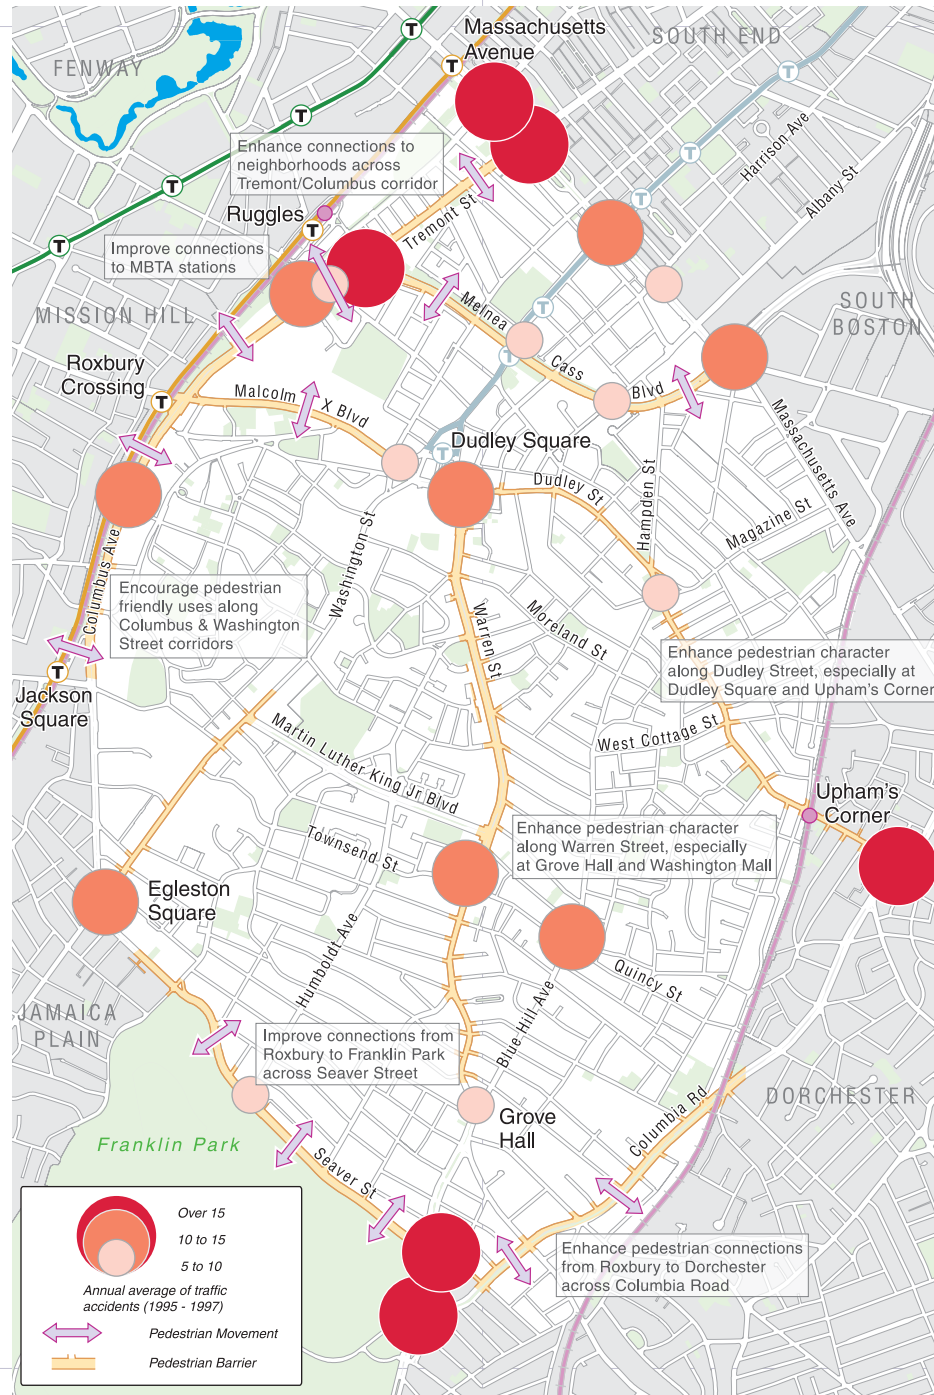 Massachusetts
Avenue
SOUTH END
FENWAY
T
T
T
T
T
T
T
T
Harrison Ave
Albany St
Enhance connections to
neighborhoods across
Tremont/Columbus corridor
Ruggles
T
Tremont St
Improve connections
to MBTA stations
MISSION HILL
SOUTH
BOSTON
T
Melnea
Cass
Blvd
T
Roxbury
Crossing
T
Malcolm
X Blvd
Massachusetts Ave
Dudley Square
T
Dudley St
Hampden St
Magazine St
Washington St
Columbus Ave
Encourage pedestrian
friendly uses along
Columbus & Washington
Street corridors
Warren St
Moreland St
Enhance pedestrian character
along Dudley Street, especially at
Dudley Square and Upham's Corner
T
Jackson
Square
West Cottage St
Martin Luther King Jr Blvd
Upham's
Corner
Townsend St
Enhance pedestrian character
along Warren Street, especially
at Grove Hall and Washington Mall
Egleston
Square
Humboldt Ave
Quincy St
Blue Hill Ave
JAMAICA
PLAIN
Improve connections from
Roxbury to Franklin Park
across Seaver Street
DORCHESTER
Grove
Hall
Columbia Rd
Franklin Park
Seaver St
Enhance pedestrian connections
from Roxbury to Dorchester
across Columbia Road
Over 15
10 to 15
5 to 10
Annual average of traffic
accidents (1995 - 1997)
Pedestrian Movement
Pedestrian Barrier